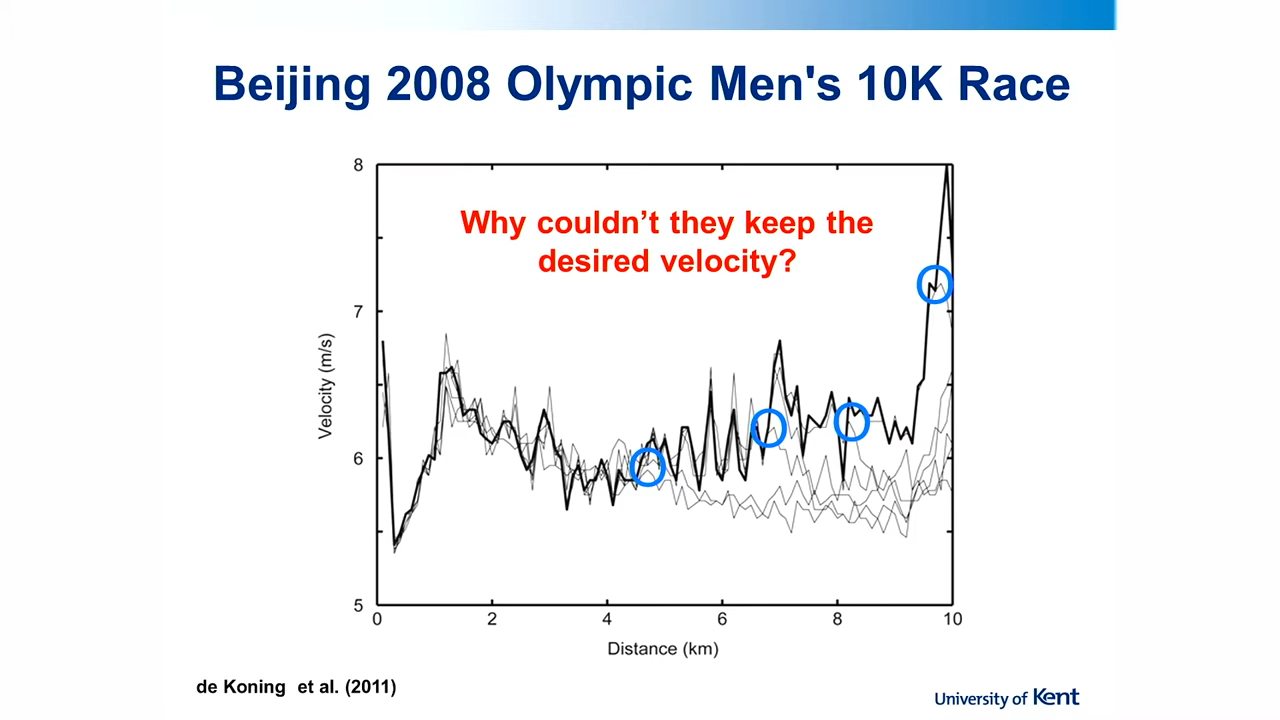 Beijing 2008 Olympic Men's 10K Race
8
Why couldn’t they keep the
desired velocity?
7
Velocity (m/s)
6
5
0 2 4 6 8 10
Distance (km)
de Koning et al. (2011)
University of Kent